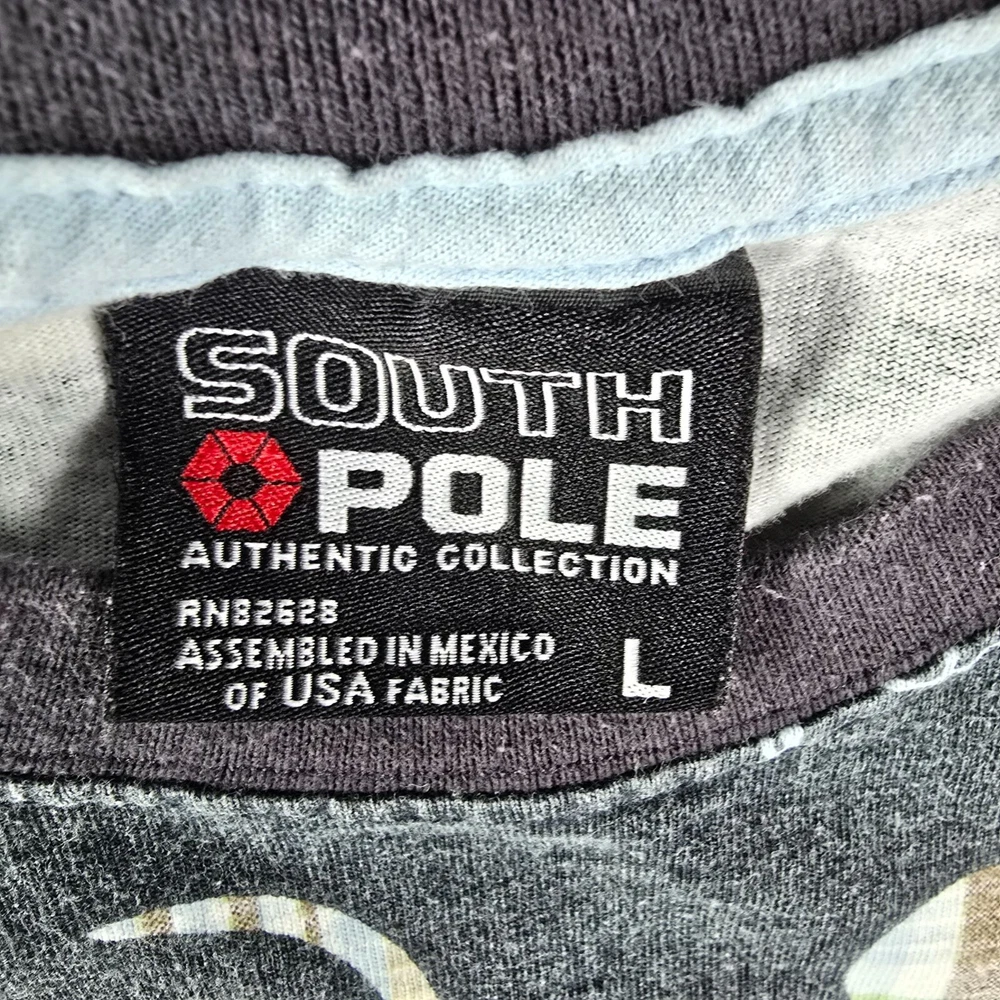 SOUTH
POLE
AUTHENTIC COLLECTION
RN82628
ASSEMBLED IN MEXICO
OF USA FABRIC
L